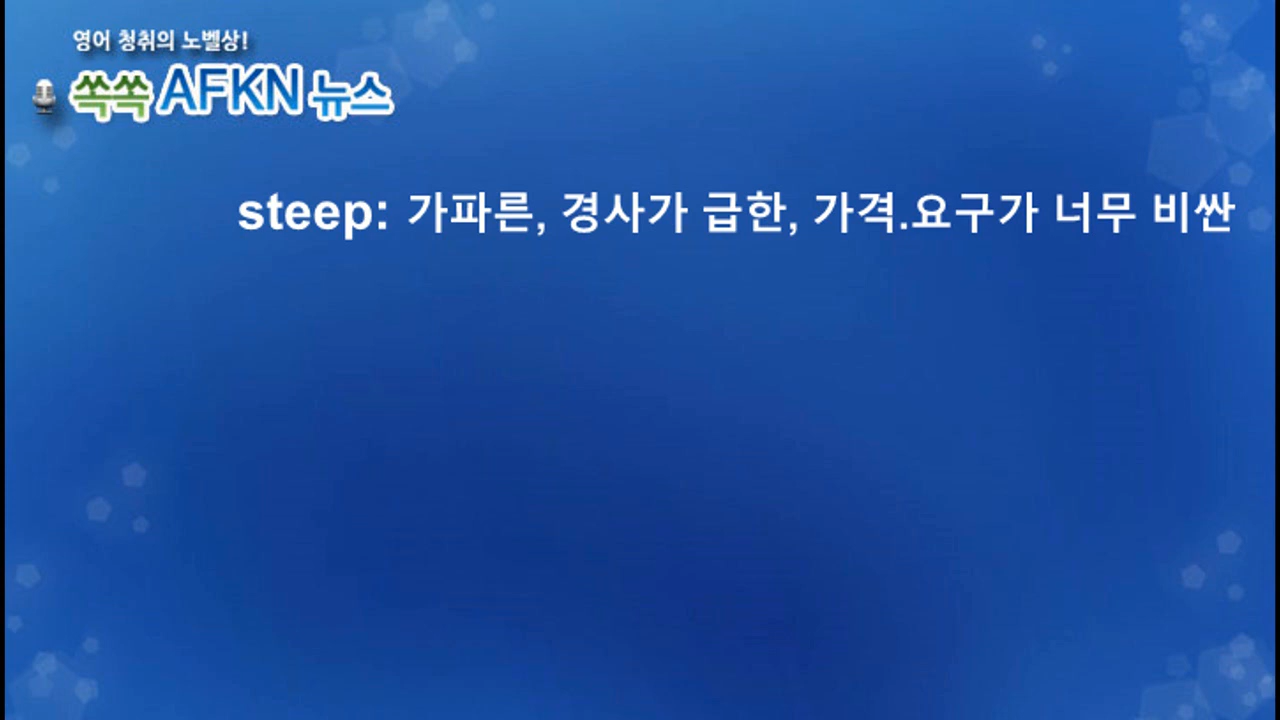 영어 청취의 노벨상!
쏙쏙 AFKN 뉴스
steep: 가파른, 경사가 급한, 가격.요구가 너무 비싼